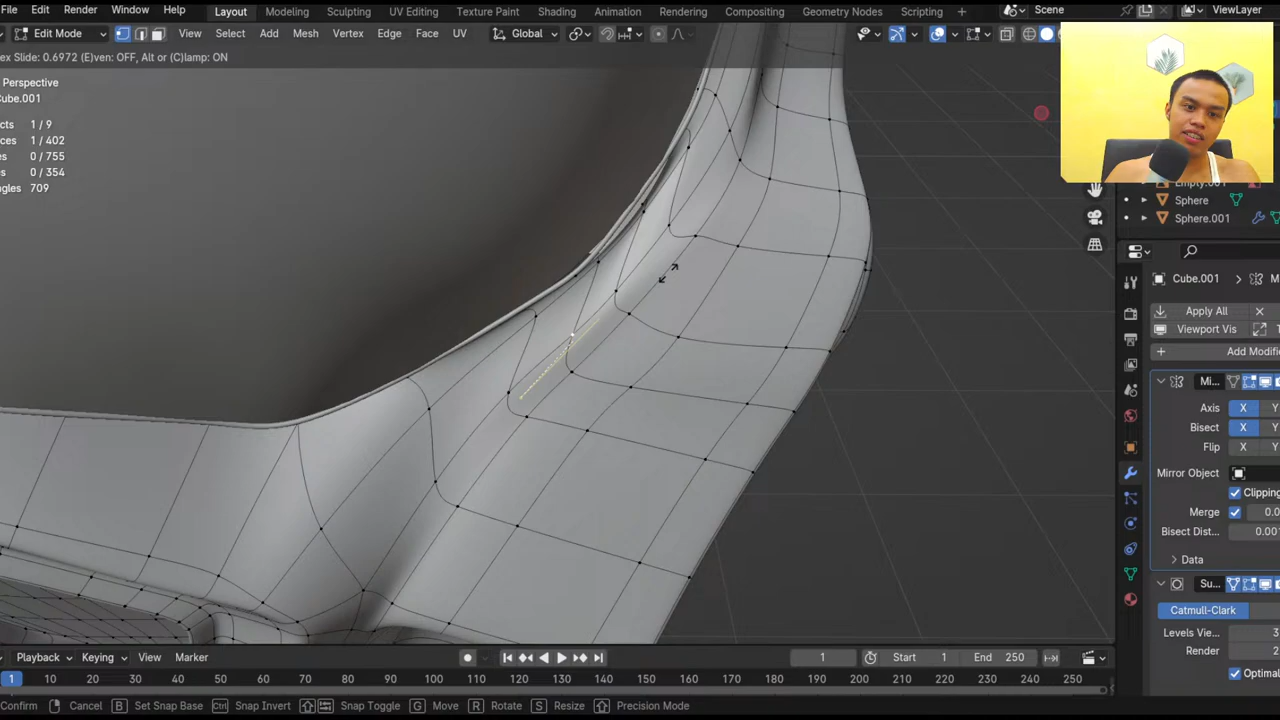 File Edit Render Window Help Layout Modeling Sculpting UV Editing Texture Paint Shading Animation Rendering Compositing Geometry Nodes Scripting Scene ViewLayer
Edit Mode View Select Add Mesh Vertex Edge Face UV Global
ex Slide: 0.6972 (E)ven: OFF, Alt or (C)lamp: ON
Perspective
Cube.001
cts 1/9
ces 1/402
es 0/755
es 0/354
angles 709
Sphere
Sphere.001
Cube.001 M
Apply All
Viewport Vis
Add Modifi
Mi...
Axis X Y
Bisect X Y
Flip X Y
Mirror Object
Clipping
Merge 0.0
Bisect Dist... 0.001
Data
Su...
Catmull-Clark
Levels Vie... 3
Render 2
Optimal
Playback Keying View Marker 1 Start 1 End 250
1 10 20 30 40 50 60 70 80 90 100 110 120 130 140 150 160 170 180 190 200 210 220 230 240 250
Confirm Cancel B Set Snap Base Ctrl Snap Invert Snap Toggle G Move R Rotate S Resize Precision Mode